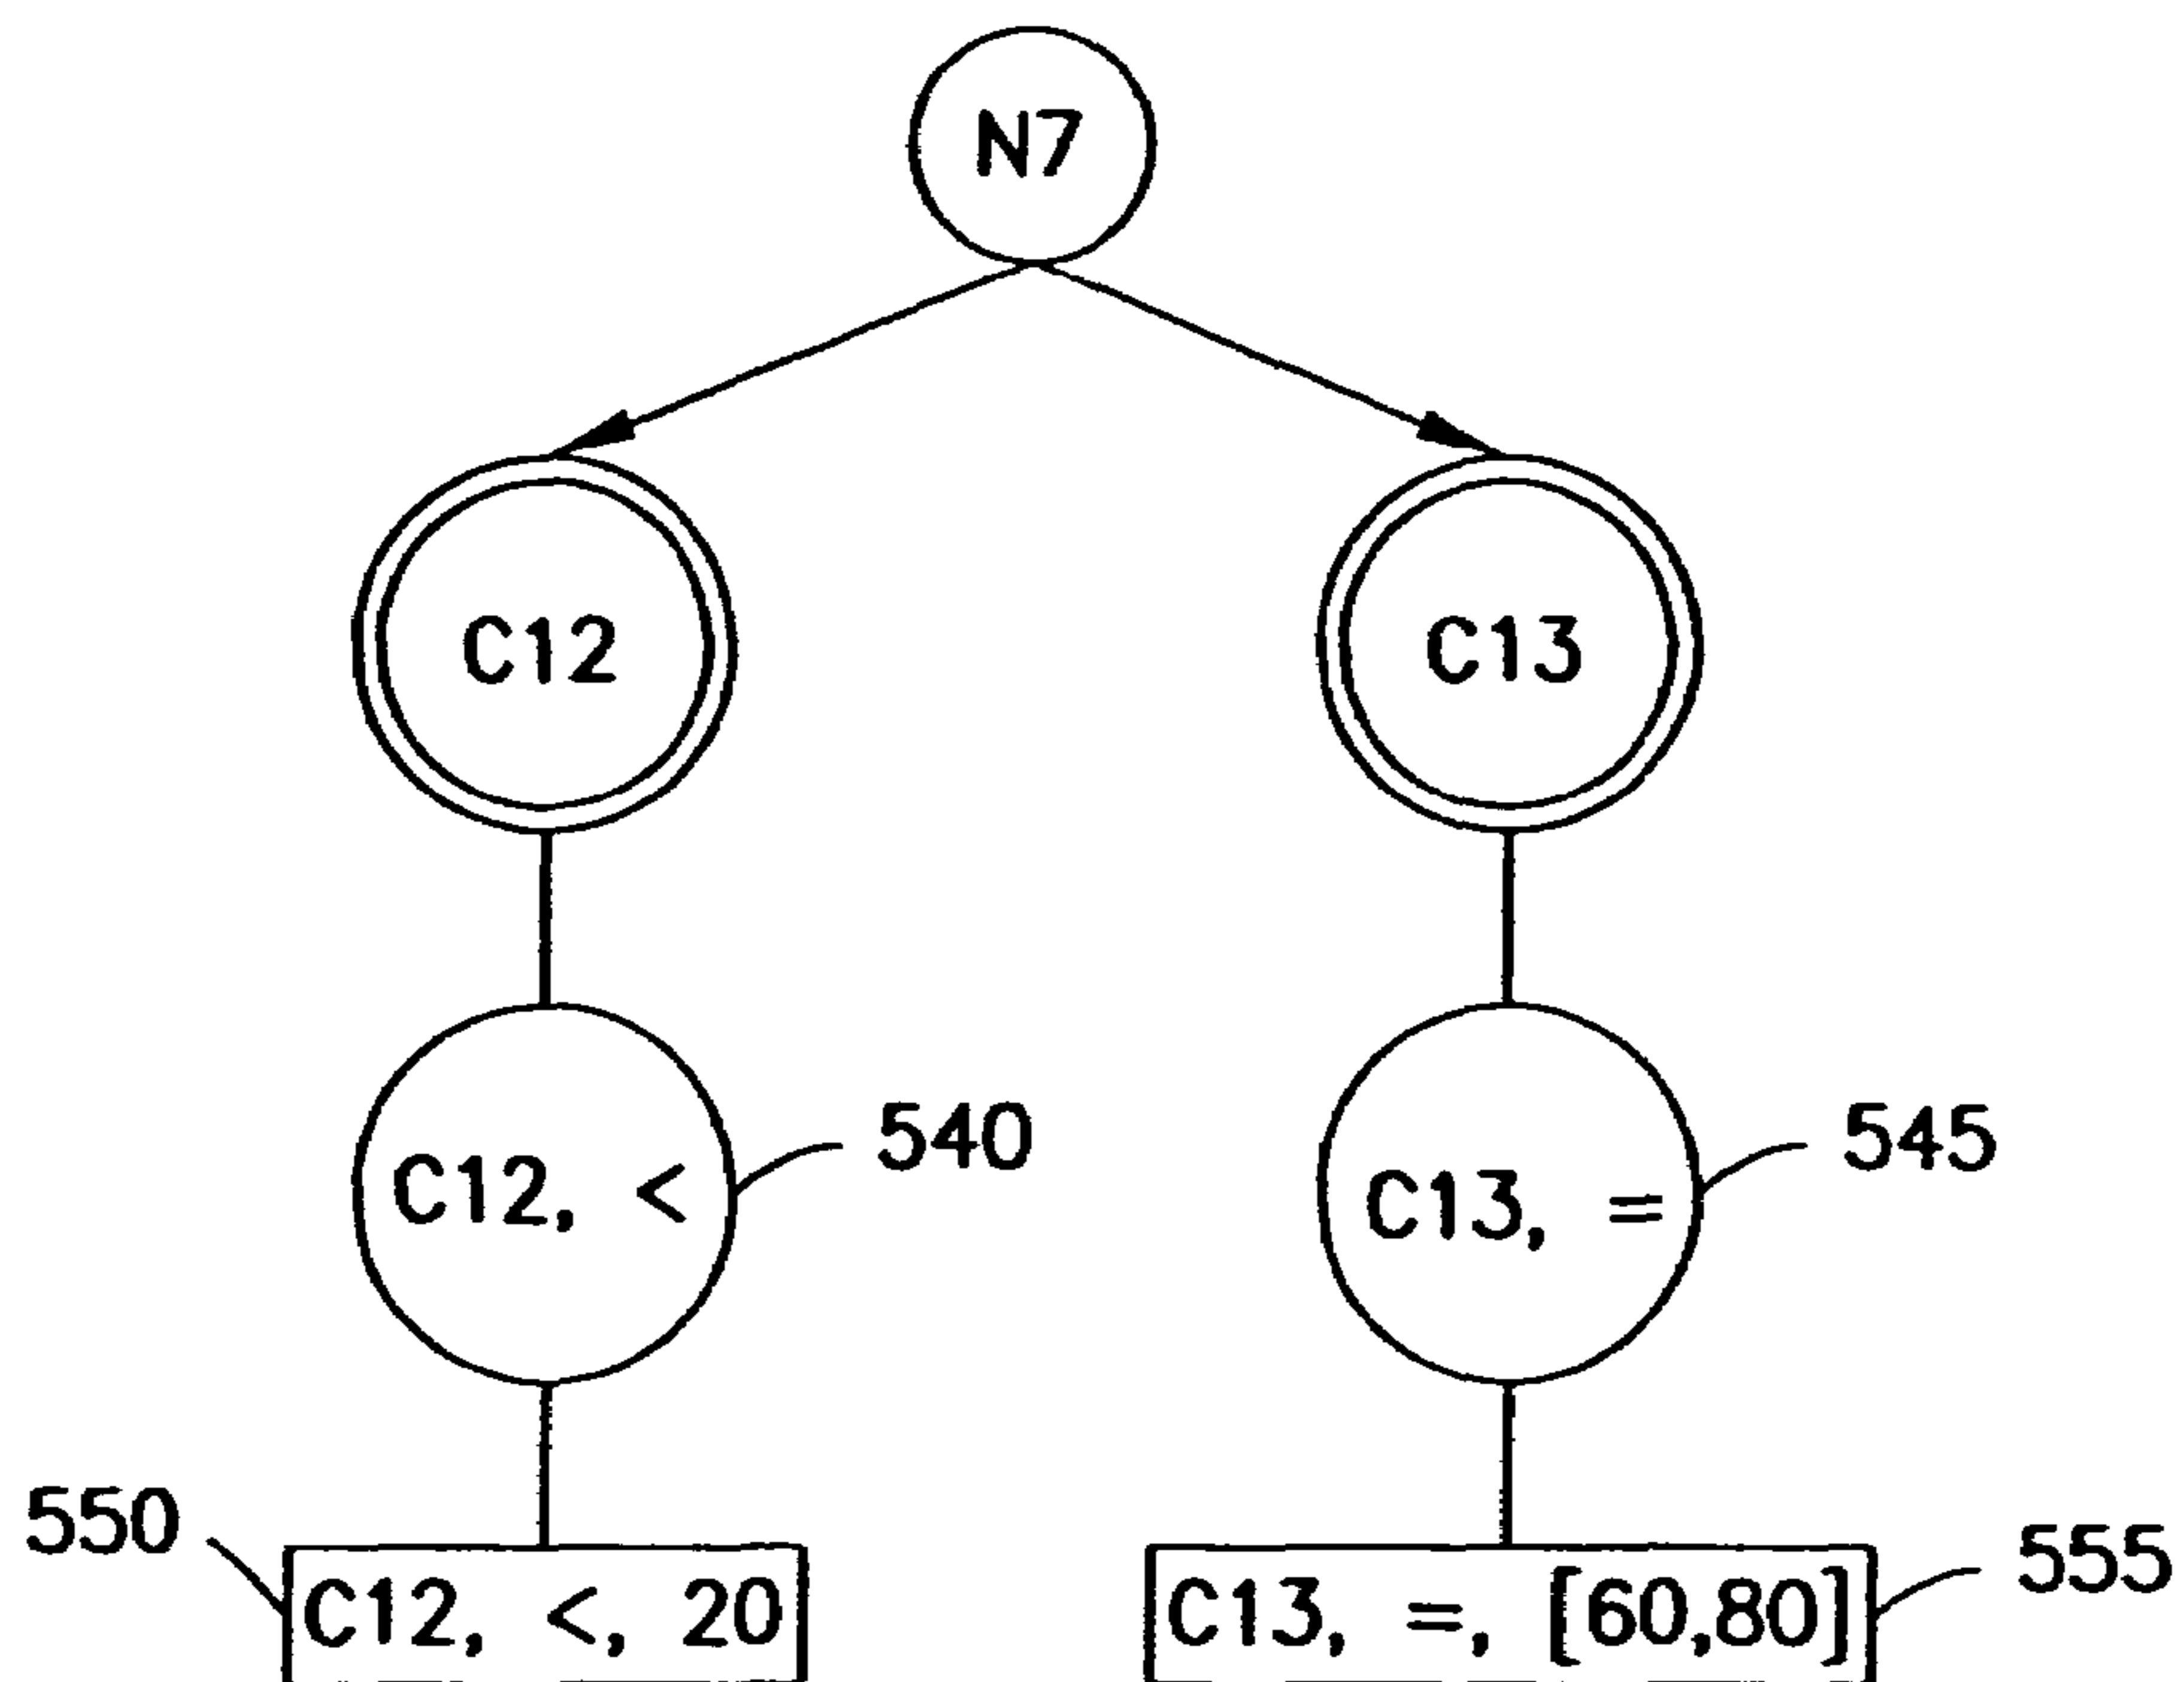 N7
C12
C13
C12, <
540
C13, =
545
550
C12, <, 20
C13, =, [60,80]
555